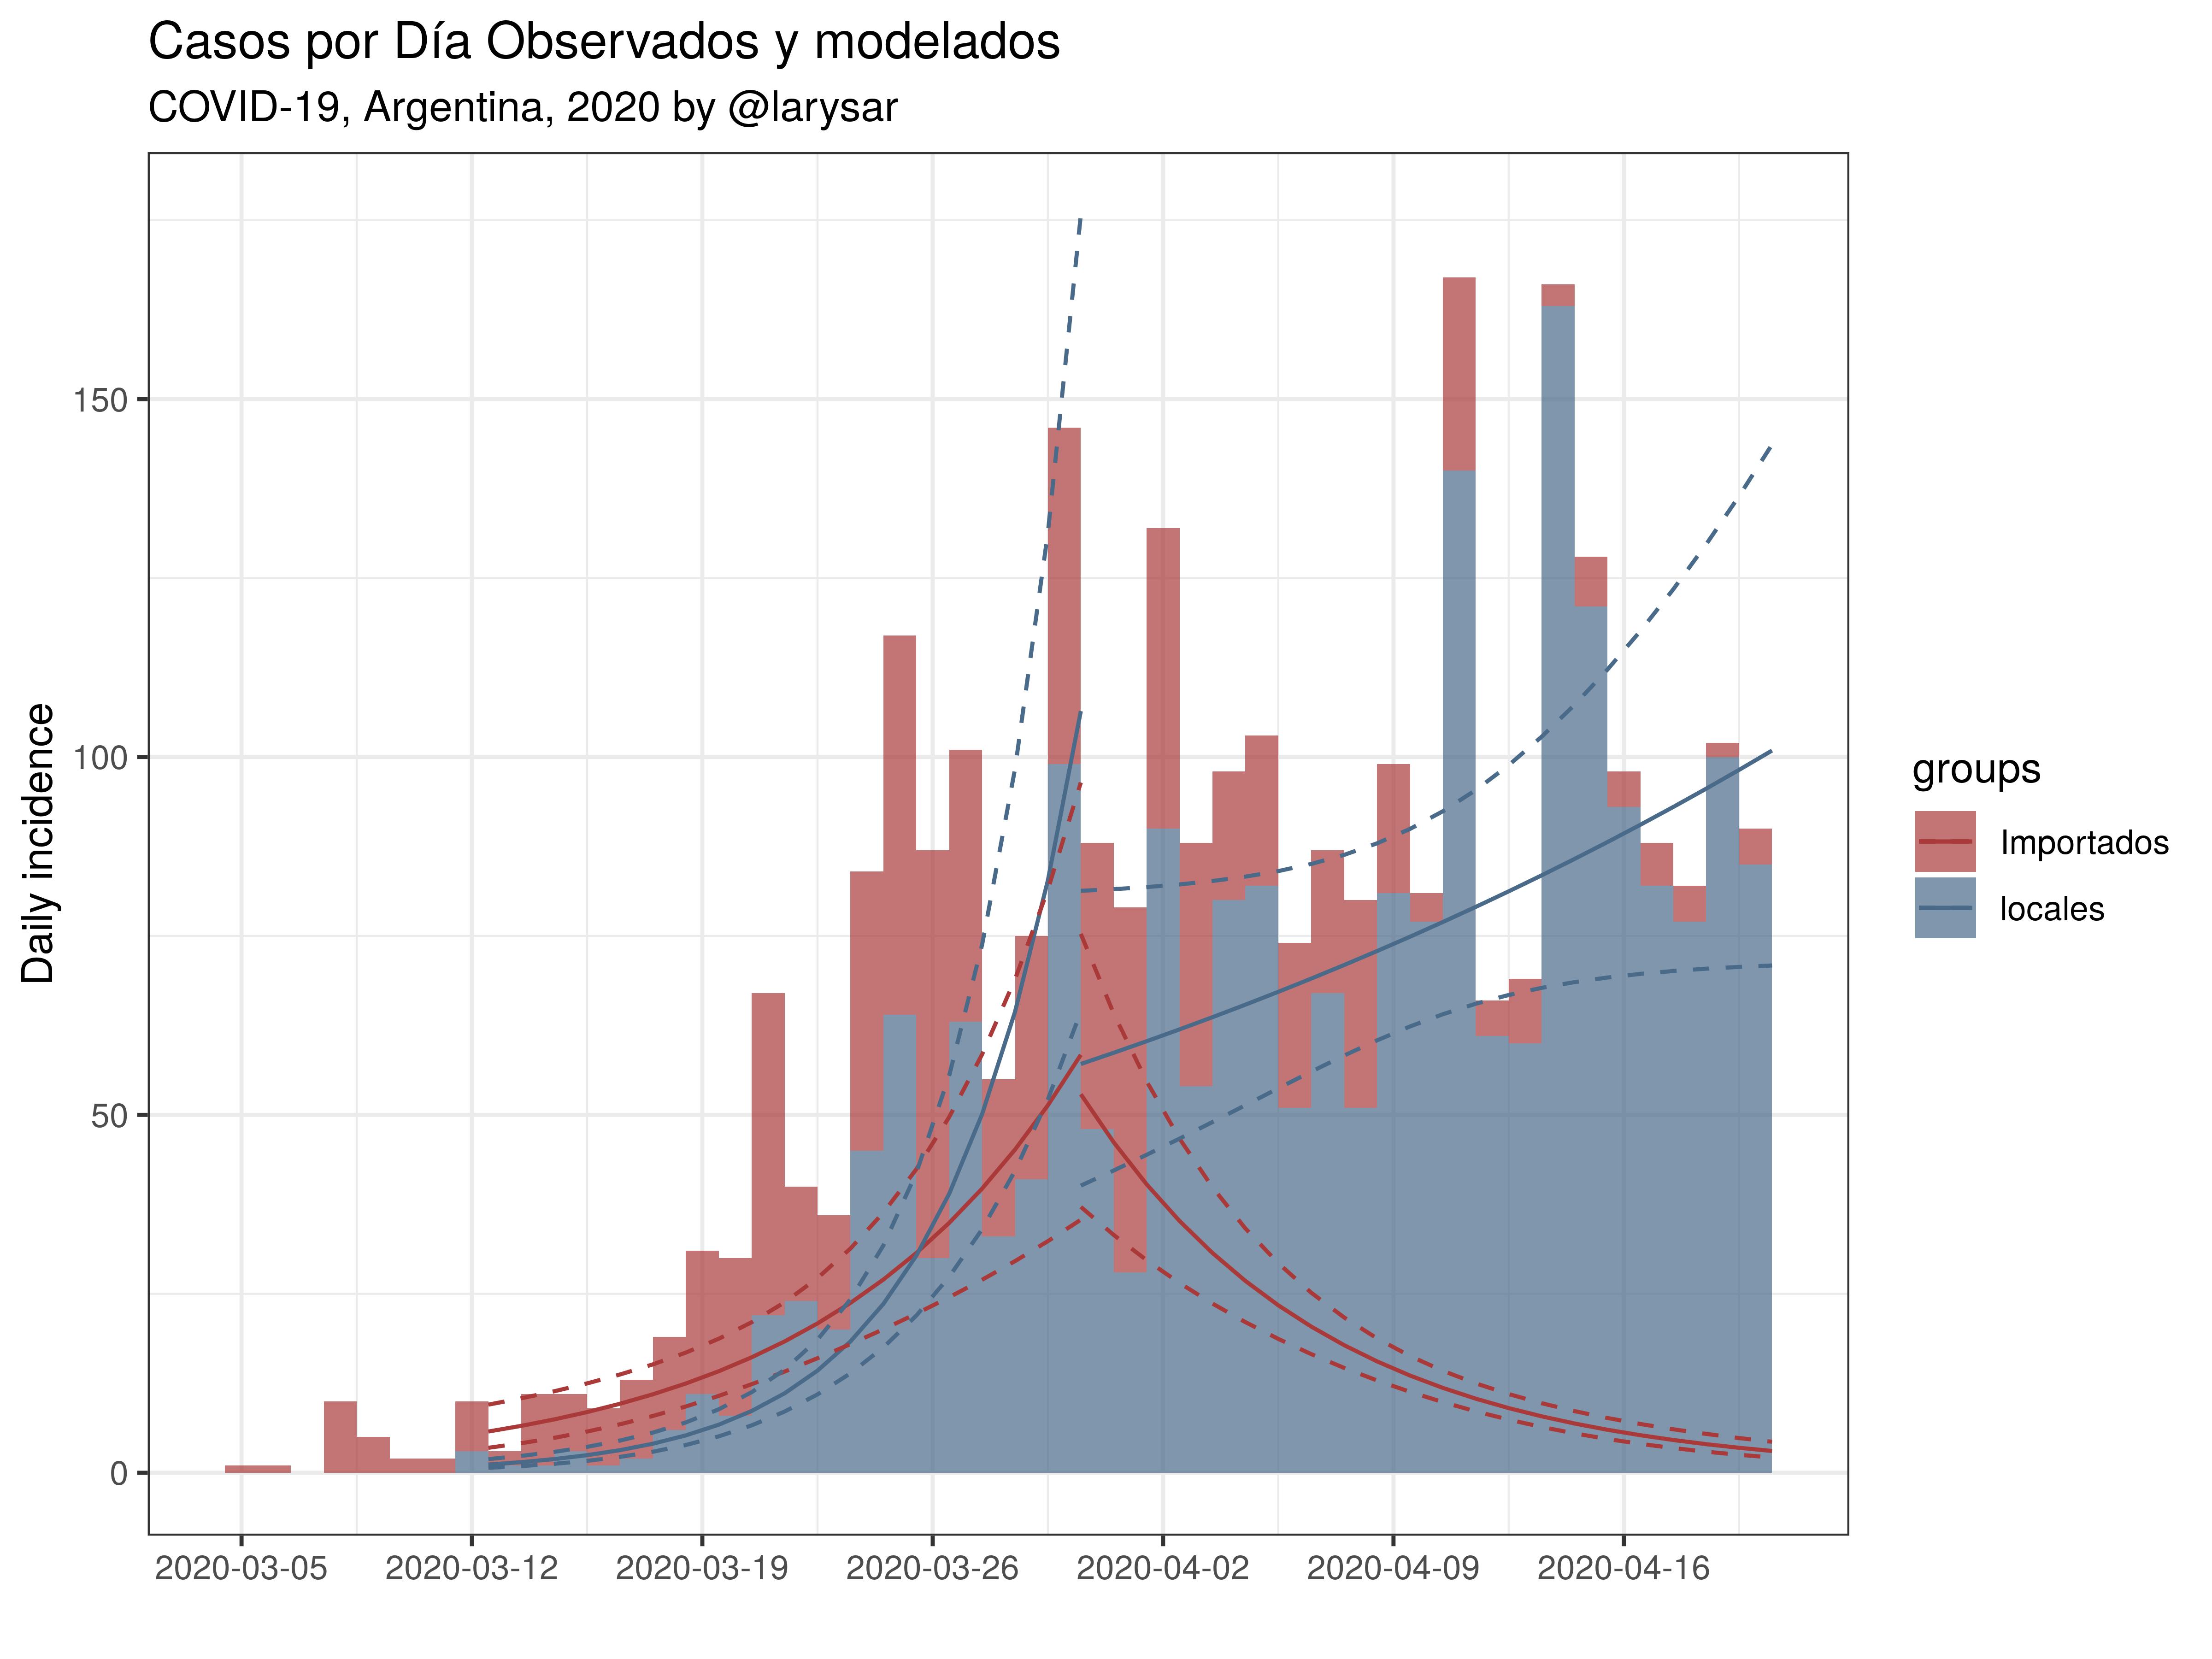 Casos por Día Observados y modelados
COVID-19, Argentina, 2020 by @larysar
Daily incidence
150
100
50
0
2020-03-05
2020-03-12
2020-03-19
2020-03-26
2020-04-02
2020-04-09
2020-04-16
groups
Importados
locales